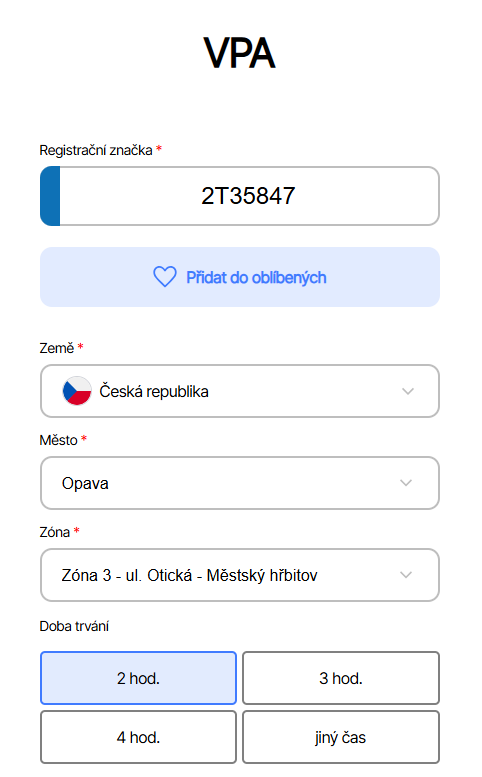 VPA
Registrační značka *
2T35847
Přidat do oblíbených
Země *
Česká republika
Město *
Opava
Zóna *
Zóna 3 - ul. Otická - Městský hřbitov
Doba trvání
2 hod.
3 hod.
4 hod.
jiný čas